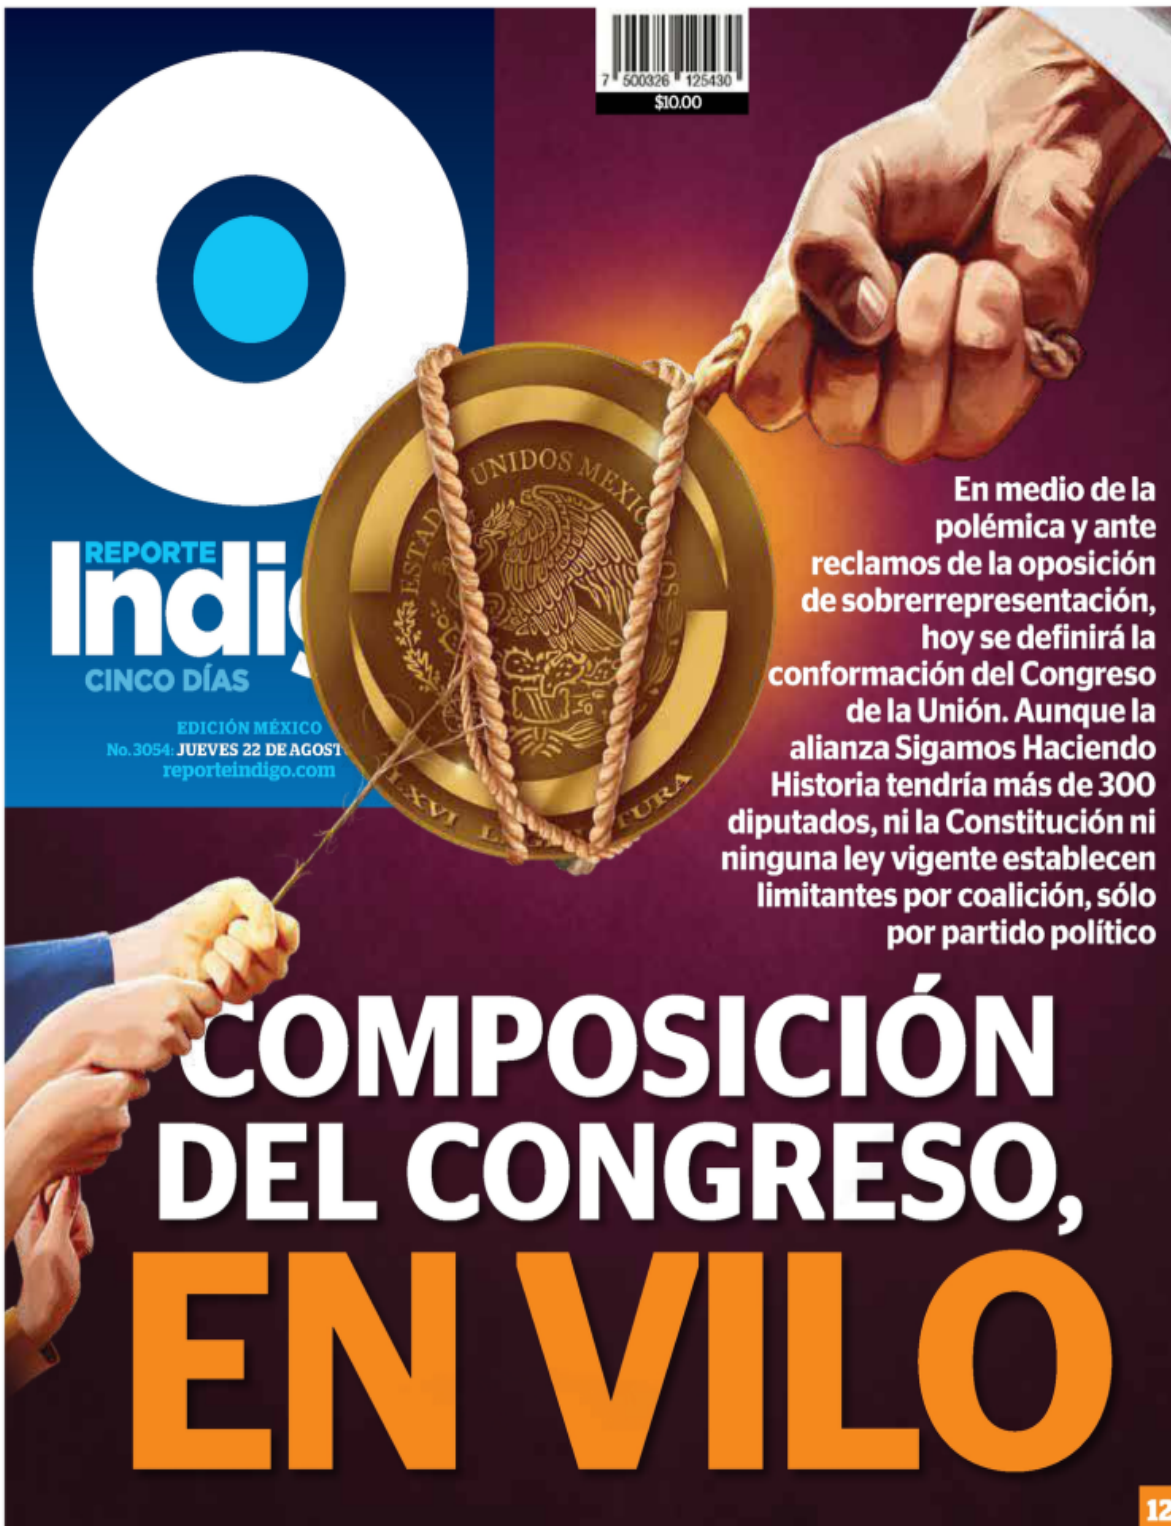 7 500326 125430
$10.00
REPORTE
Indig
CINCO DÍAS
EDICIÓN MÉXICO
No. 3054: JUEVES 22 DE AGOST
reporteindigo.com
ESTAD UNIDOS MEXIC OS
LXVI L TURA
En medio de la
polémica y ante
reclamos de la oposición
de sobrerrepresentación,
hoy se definirá la
conformación del Congreso
de la Unión. Aunque la
alianza Sigamos Haciendo
Historia tendría más de 300
diputados, ni la Constitución ni
ninguna ley vigente establecen
limitantes por coalición, sólo
por partido político
COMPOSICIÓN
DEL CONGRESO,
EN VILO
12